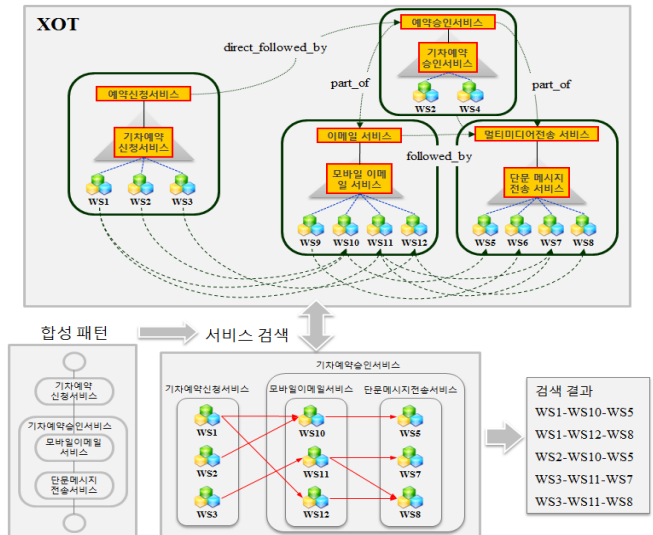 XOT
예약승인서비스
direct_followed_by
기차예약
승인서비스
part_of
part_of
WS2 WS4
예약신청서비스
기차예약
신청서비스
WS1 WS2 WS3
이메일 서비스
멀티미디어전송 서비스
followed_by
모바일 이메
일 서비스
단문 메시지
전송 서비스
WS9 WS10 WS11 WS12
WS5 WS6 WS7 WS8
합성 패턴
서비스 검색
기차예약
신청서비스
기차예약승인서비스
모바일이메일
서비스
단문메시지
전송서비스
기차예약승인서비스
기차예약신청서비스
모바일이메일서비스
단문메시지전송서비스
WS1 WS10 WS5
WS2 WS11 WS7
WS3 WS12 WS8
검색 결과
WS1-WS10-WS5
WS1-WS12-WS8
WS2-WS10-WS5
WS3-WS11-WS7
WS3-WS11-WS8